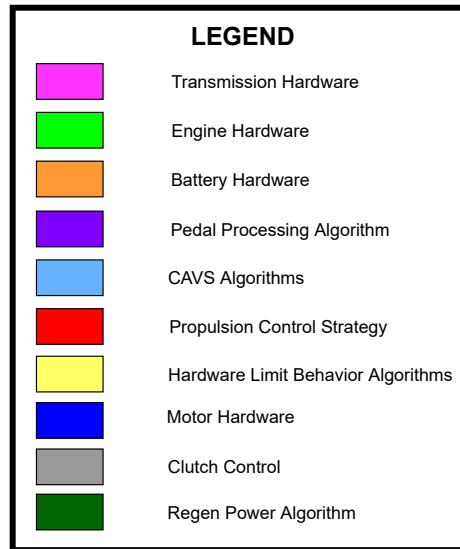 LEGEND
Transmission Hardware
Engine Hardware
Battery Hardware
Pedal Processing Algorithm
CAVS Algorithms
Propulsion Control Strategy
Hardware Limit Behavior Algorithms
Motor Hardware
Clutch Control
Regen Power Algorithm